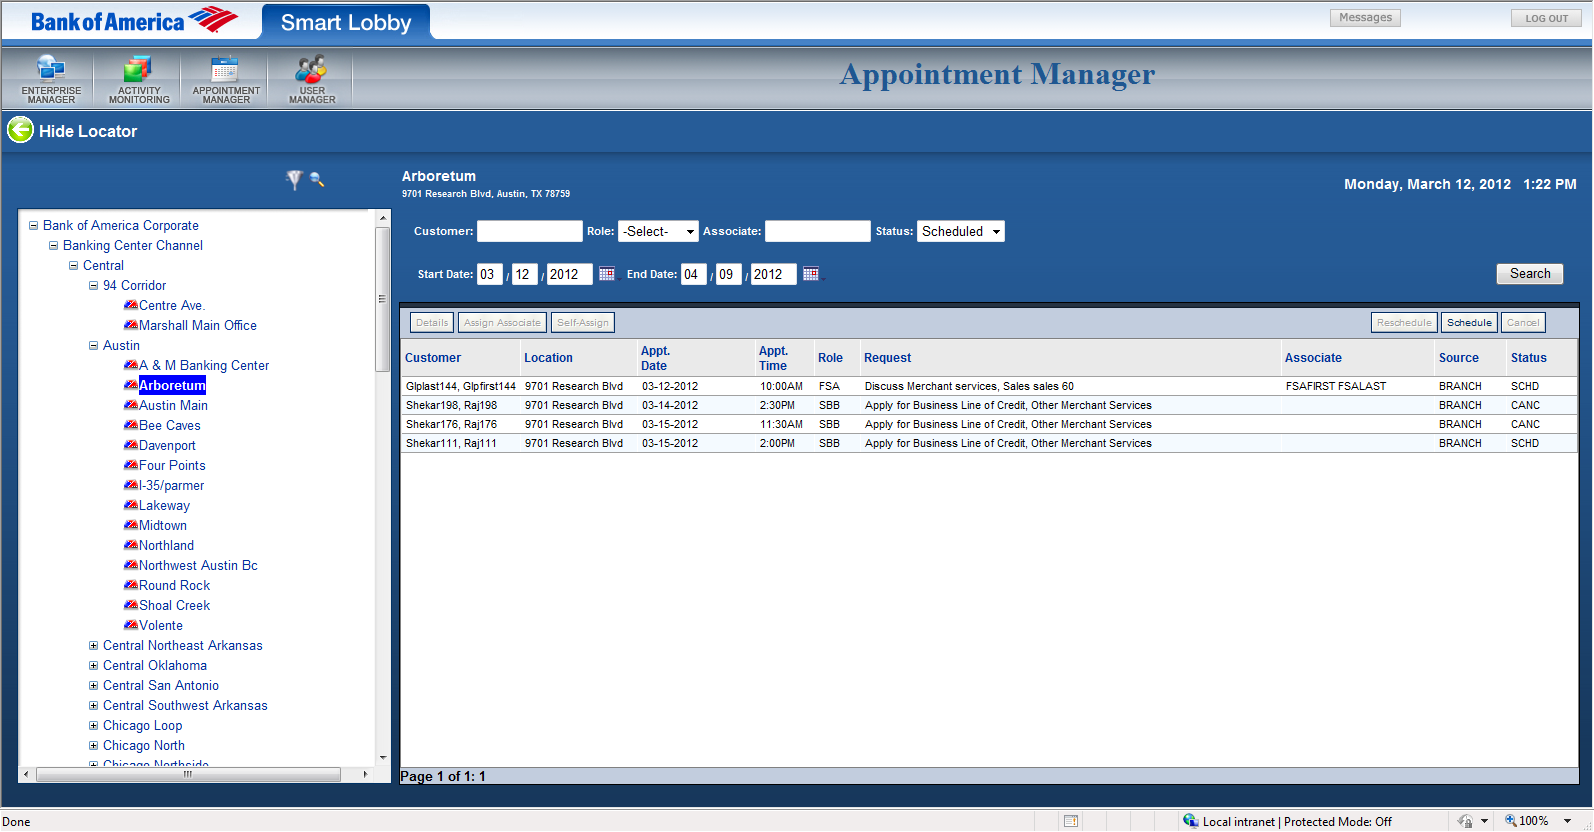 Bank of America Smart Lobby Messages LOG OUT
ENTERPRISE MANAGER
ACTIVITY MONITORING
APPOINTMENT MANAGER
USER MANAGER
Appointment Manager
Hide Locator
Arboretum
9701 Research Blvd, Austin, TX 78759
Monday, March 12, 2012 1:22 PM
Bank of America Corporate
Banking Center Channel
Central
94 Corridor
Centre Ave.
Marshall Main Office
Austin
A & M Banking Center
Arboretum
Austin Main
Bee Caves
Davenport
Four Points
I-35/parmer
Lakeway
Midtown
Northland
Northwest Austin Bc
Round Rock
Shoal Creek
Volente
Central Northeast Arkansas
Central Oklahoma
Central San Antonio
Central Southwest Arkansas
Chicago Loop
Chicago North
Chicago Northside
Customer: Role: -Select- Associate: Status: Scheduled
Start Date: 03 / 12 / 2012 End Date: 04 / 09 / 2012 Search
Details Assign Associate Self-Assign Reschedule Schedule Cancel
Customer Location Appt. Date Appt. Time Role Request Associate Source Status
Glplast144, Glpfirst144 9701 Research Blvd 03-12-2012 10:00AM FSA Discuss Merchant services, Sales sales 60 FSAFIRST FSALAST BRANCH SCHD
Shekar198, Raj198 9701 Research Blvd 03-14-2012 2:30PM SBB Apply for Business Line of Credit, Other Merchant Services BRANCH CANC
Shekar176, Raj176 9701 Research Blvd 03-15-2012 11:30AM SBB Apply for Business Line of Credit, Other Merchant Services BRANCH CANC
Shekar111, Raj111 9701 Research Blvd 03-15-2012 2:00PM SBB Apply for Business Line of Credit, Other Merchant Services BRANCH SCHD
Page 1 of 1: 1
Done Local intranet | Protected Mode: Off 100%